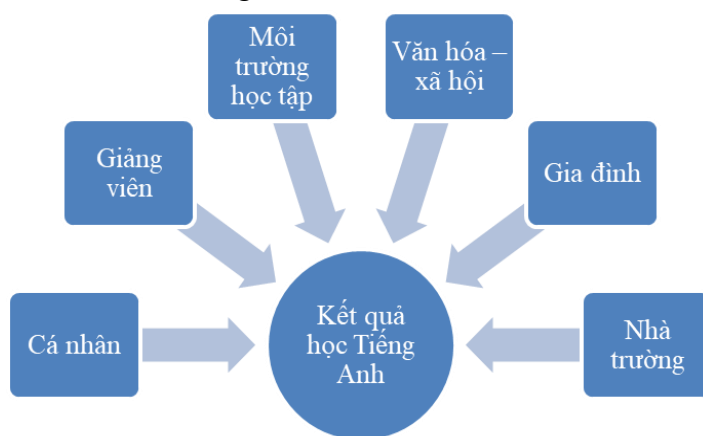 Môi
trường
học tập
Văn hóa –
xã hội
Giảng
viên
Gia đình
Cá nhân
Kết quả
học Tiếng
Anh
Nhà
trường